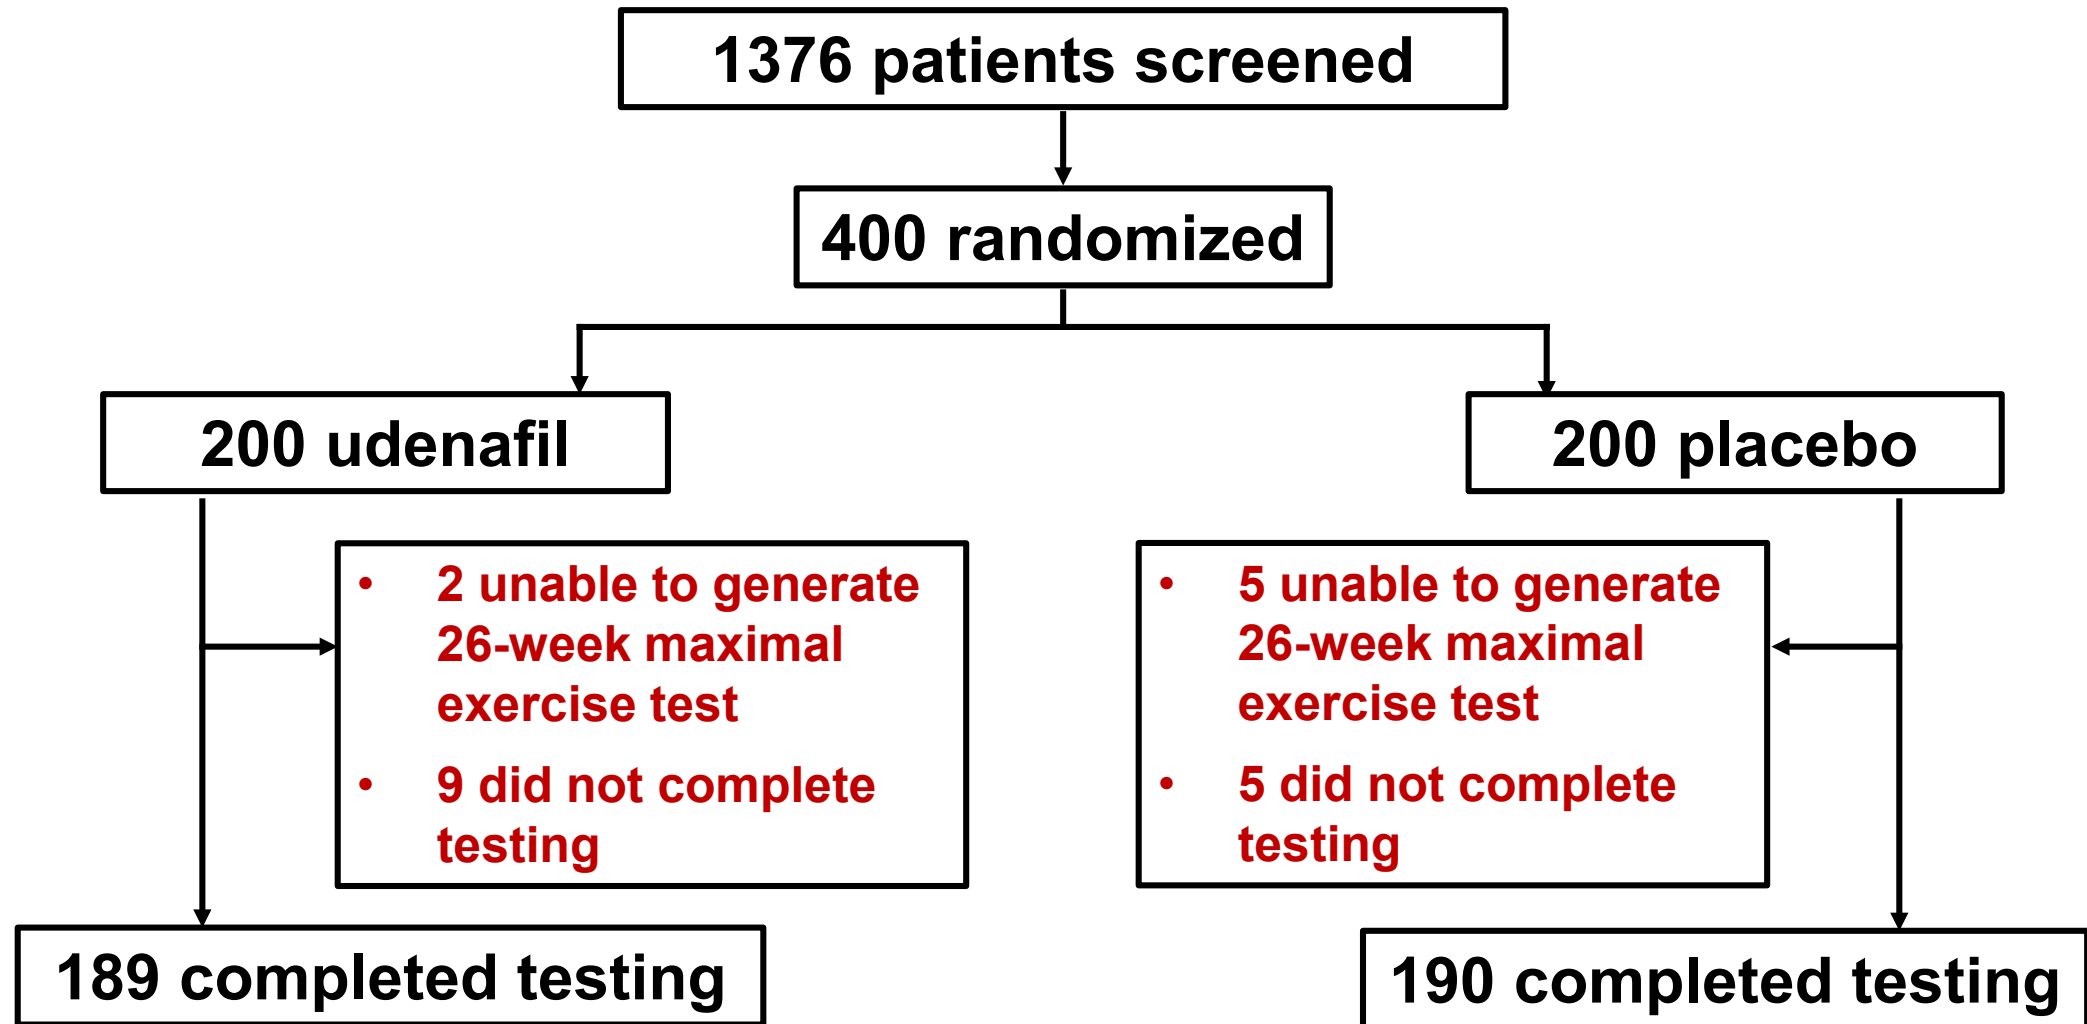 1376 patients screened
400 randomized
200 udenafil
200 placebo
• 2 unable to generate
26-week maximal
exercise test
• 9 did not complete
testing
• 5 unable to generate
26-week maximal
exercise test
• 5 did not complete
testing
189 completed testing
190 completed testing